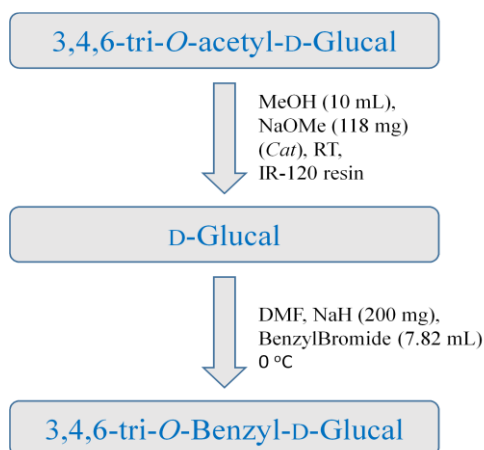 3,4,6-tri-O-acetyl-D-Glucal
MeOH (10 mL),
NaOMe (118 mg)
(Cat), RT,
IR-120 resin
D-Glucal
DMF, NaH (200 mg),
BenzylBromide (7.82 mL)
0 °C
3,4,6-tri-O-Benzyl-D-Glucal